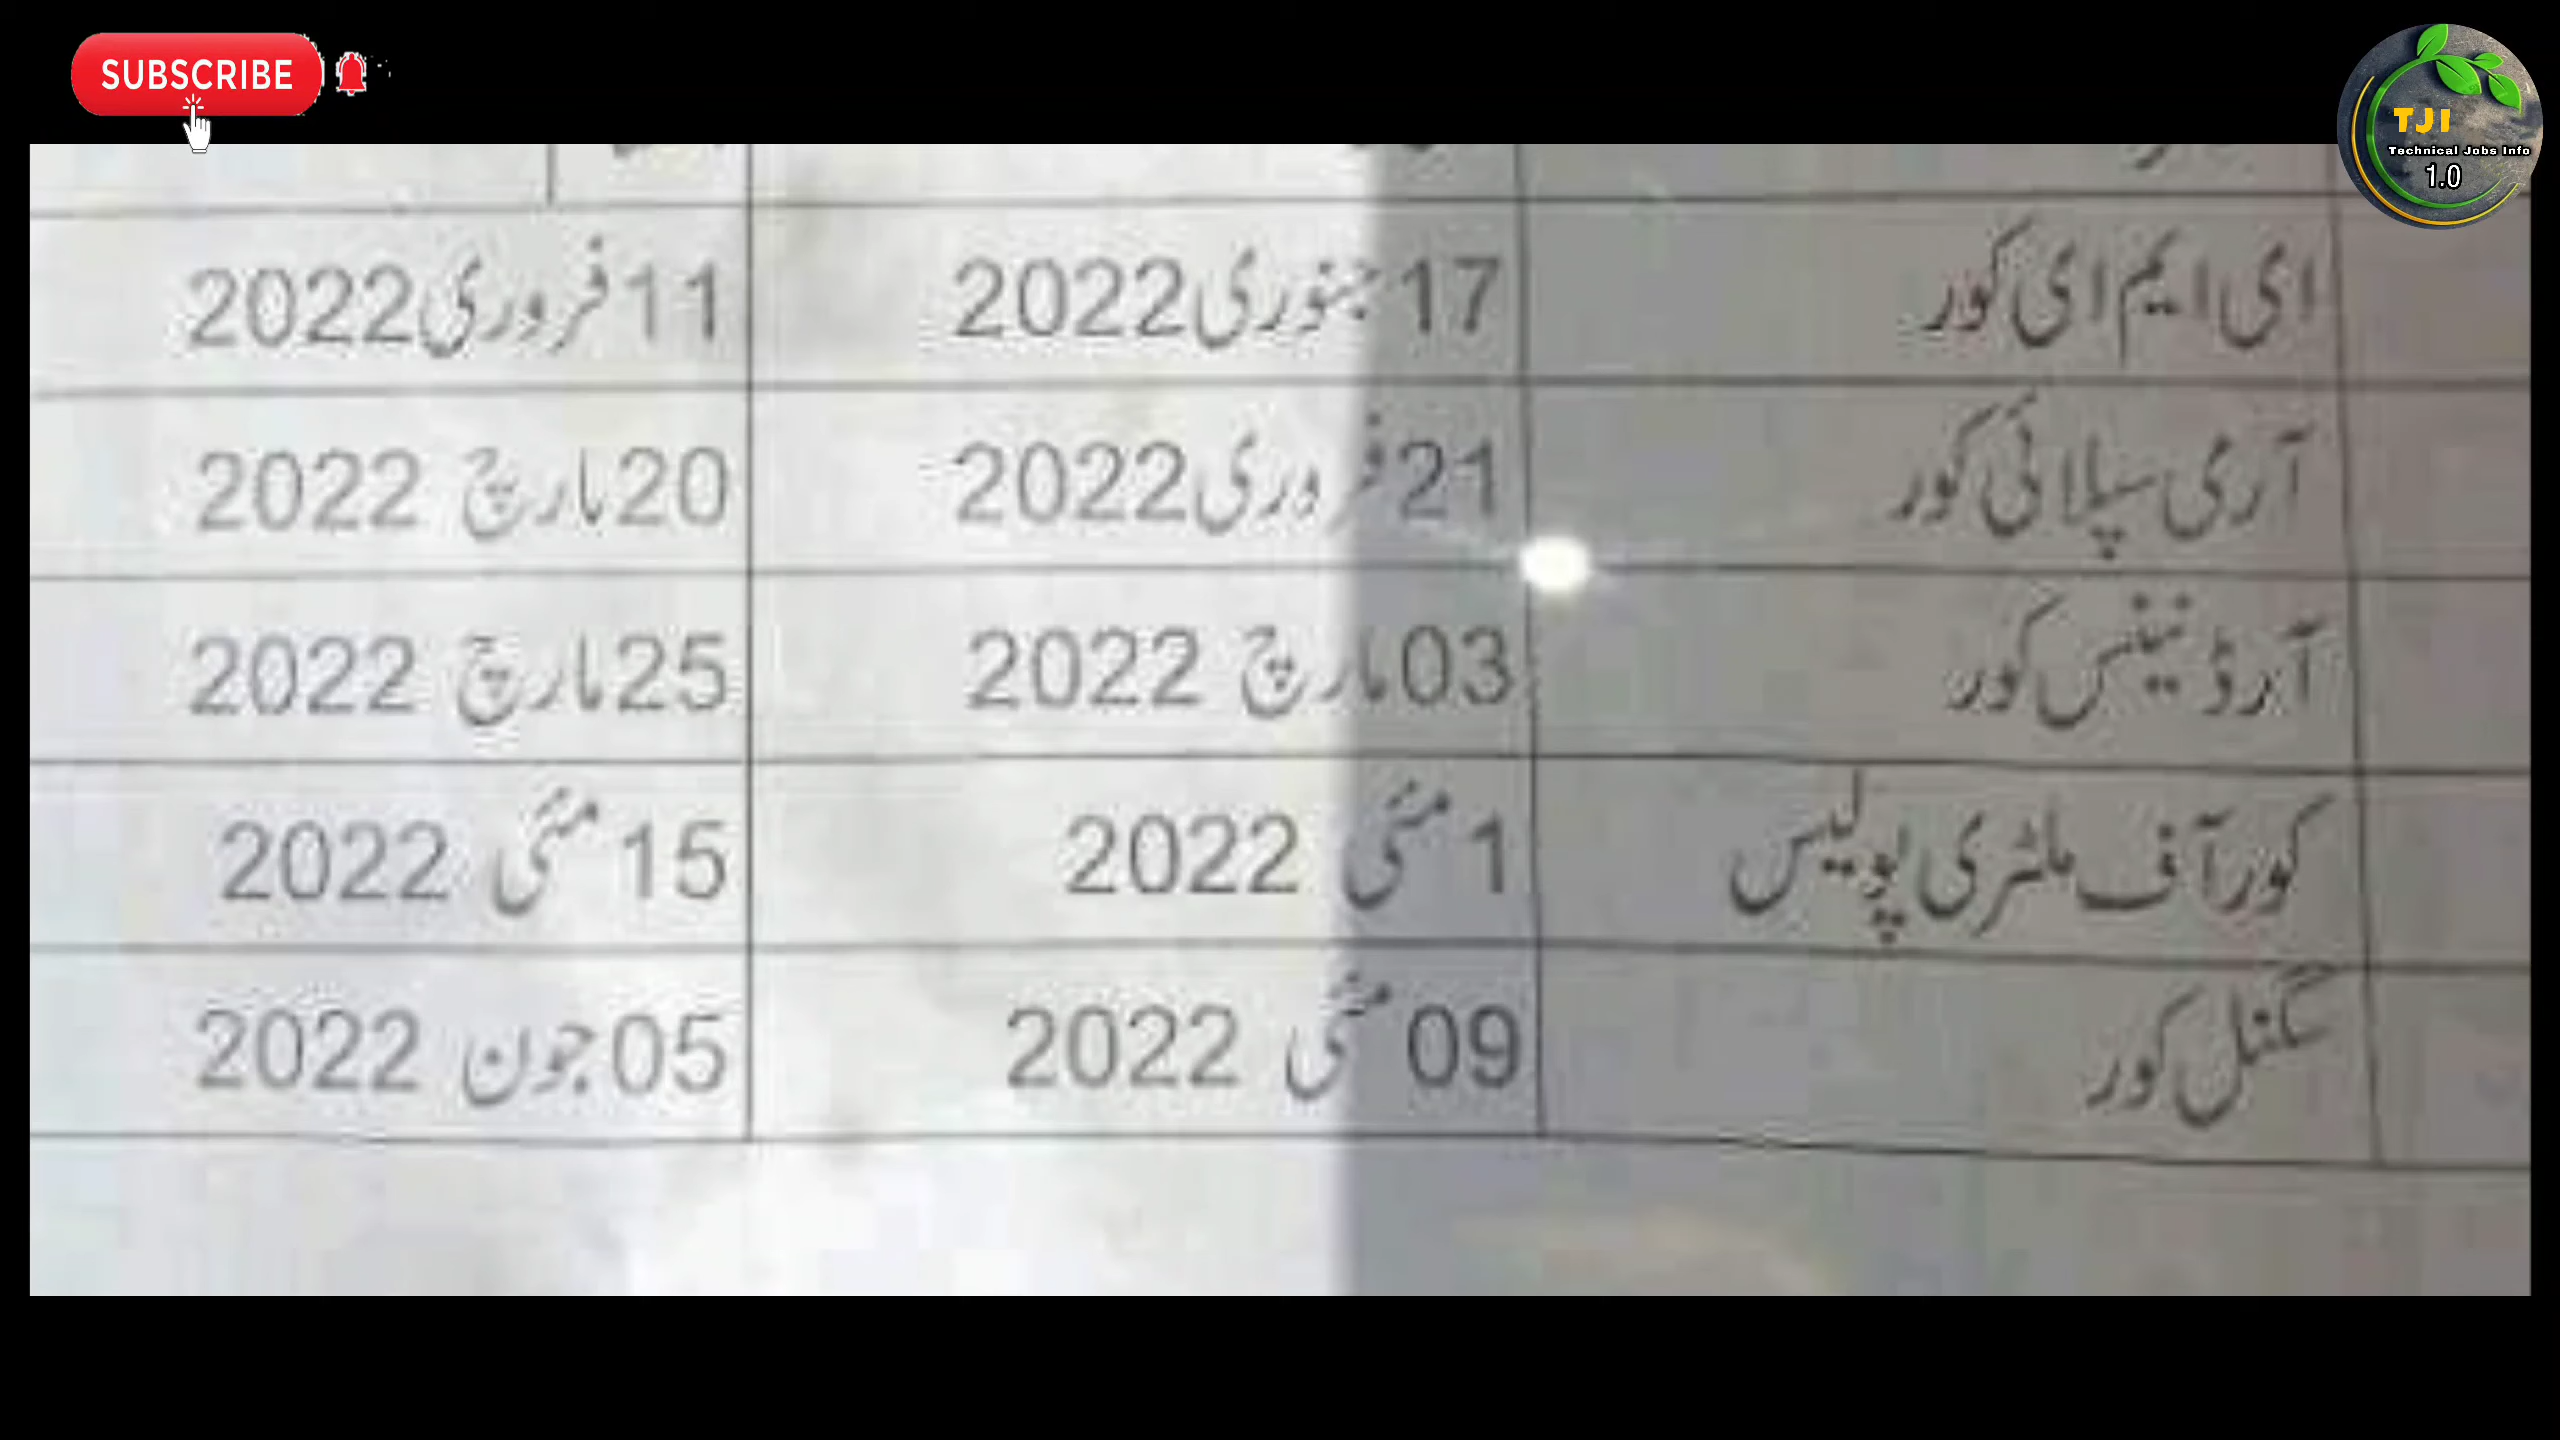 SUBSCRIBE
TJI
Technical Jobs Info
1.0
ای ایم ای کور 17 جنوری 2022 11 فروری 2022
آرمی سپلائی کور 21 فروری 2022 20 مارچ 2022
آرڈیننس کور 03 مارچ 2022 25 مارچ 2022
کور آف ملٹری پولیس 1 مئی 2022 15 مئی 2022
سگنل کور 09 مئی 2022 05 جون 2022